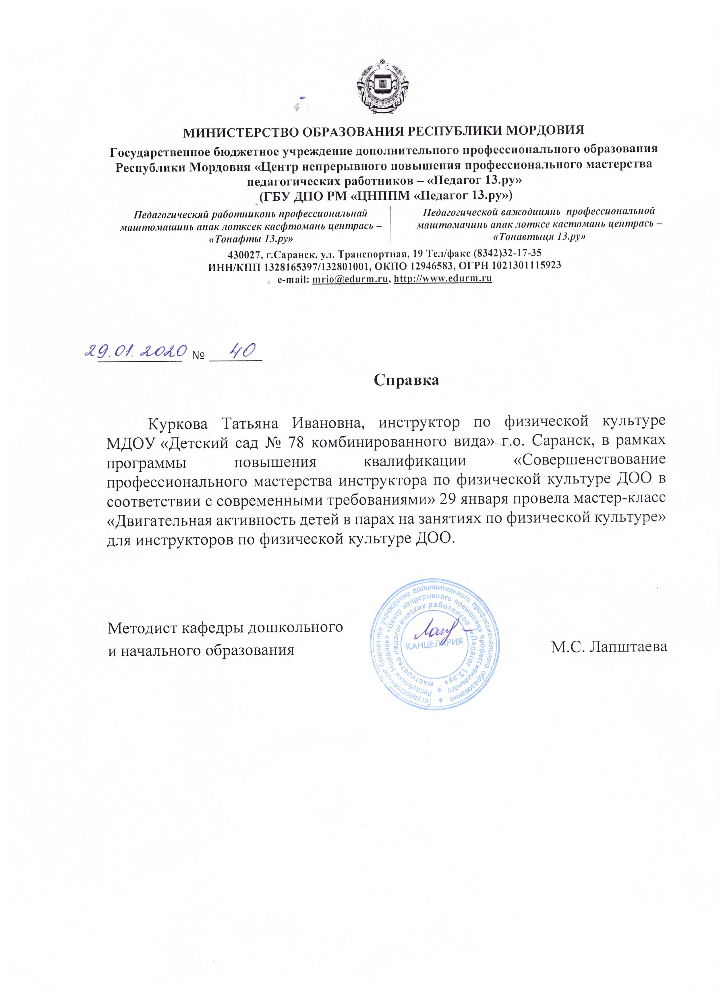 МИНИСТЕРСТВО ОБРАЗОВАНИЯ РЕСПУБЛИКИ МОРДОВИЯ
Государственное бюджетное учреждение дополнительного профессионального образования
Республики Мордовия «Центр непрерывного повышения профессионального мастерства
педагогических работников – «Педагог 13.ру»
(ГБУ ДПО РМ «ЦНППМ «Педагог 13.ру»)
Педагогическяй работниконь профессиональнай
маштомашинь апак лотксек касфтомань центрась –
«Тонафты 13.ру»
Педагогической важодицянь профессиональной
маштомачинь апак лотксе кастомань центрась –
«Тонавтыця 13.ру»
430027, г.Саранск, ул. Транспортная, 19 Тел/факс (8342)32-17-35
ИНН/КПП 1328165397/132801001, ОКПО 12946583, ОГРН 1021301115923
e-mail: mrio@edurm.ru, http://www.edurm.ru
29.01.2020 № 40
Справка
Куркова Татьяна Ивановна, инструктор по физической культуре
МДОУ «Детский сад № 78 комбинированного вида» г.о. Саранск, в рамках
программы повышения квалификации «Совершенствование
профессионального мастерства инструктора по физической культуре ДОО в
соответствии с современными требованиями» 29 января провела мастер-класс
«Двигательная активность детей в парах на занятиях по физической культуре»
для инструкторов по физической культуре ДОО.
Методист кафедры дошкольного
и начального образования
М.С. Лапштаева
Государственное бюджетное учреждение дополнительного профессионального образования
Республики Мордовия «Центр непрерывного повышения профессионального
мастерства педагогических работников – «Педагог 13.ру»
КАНЦЕЛЯРИЯ